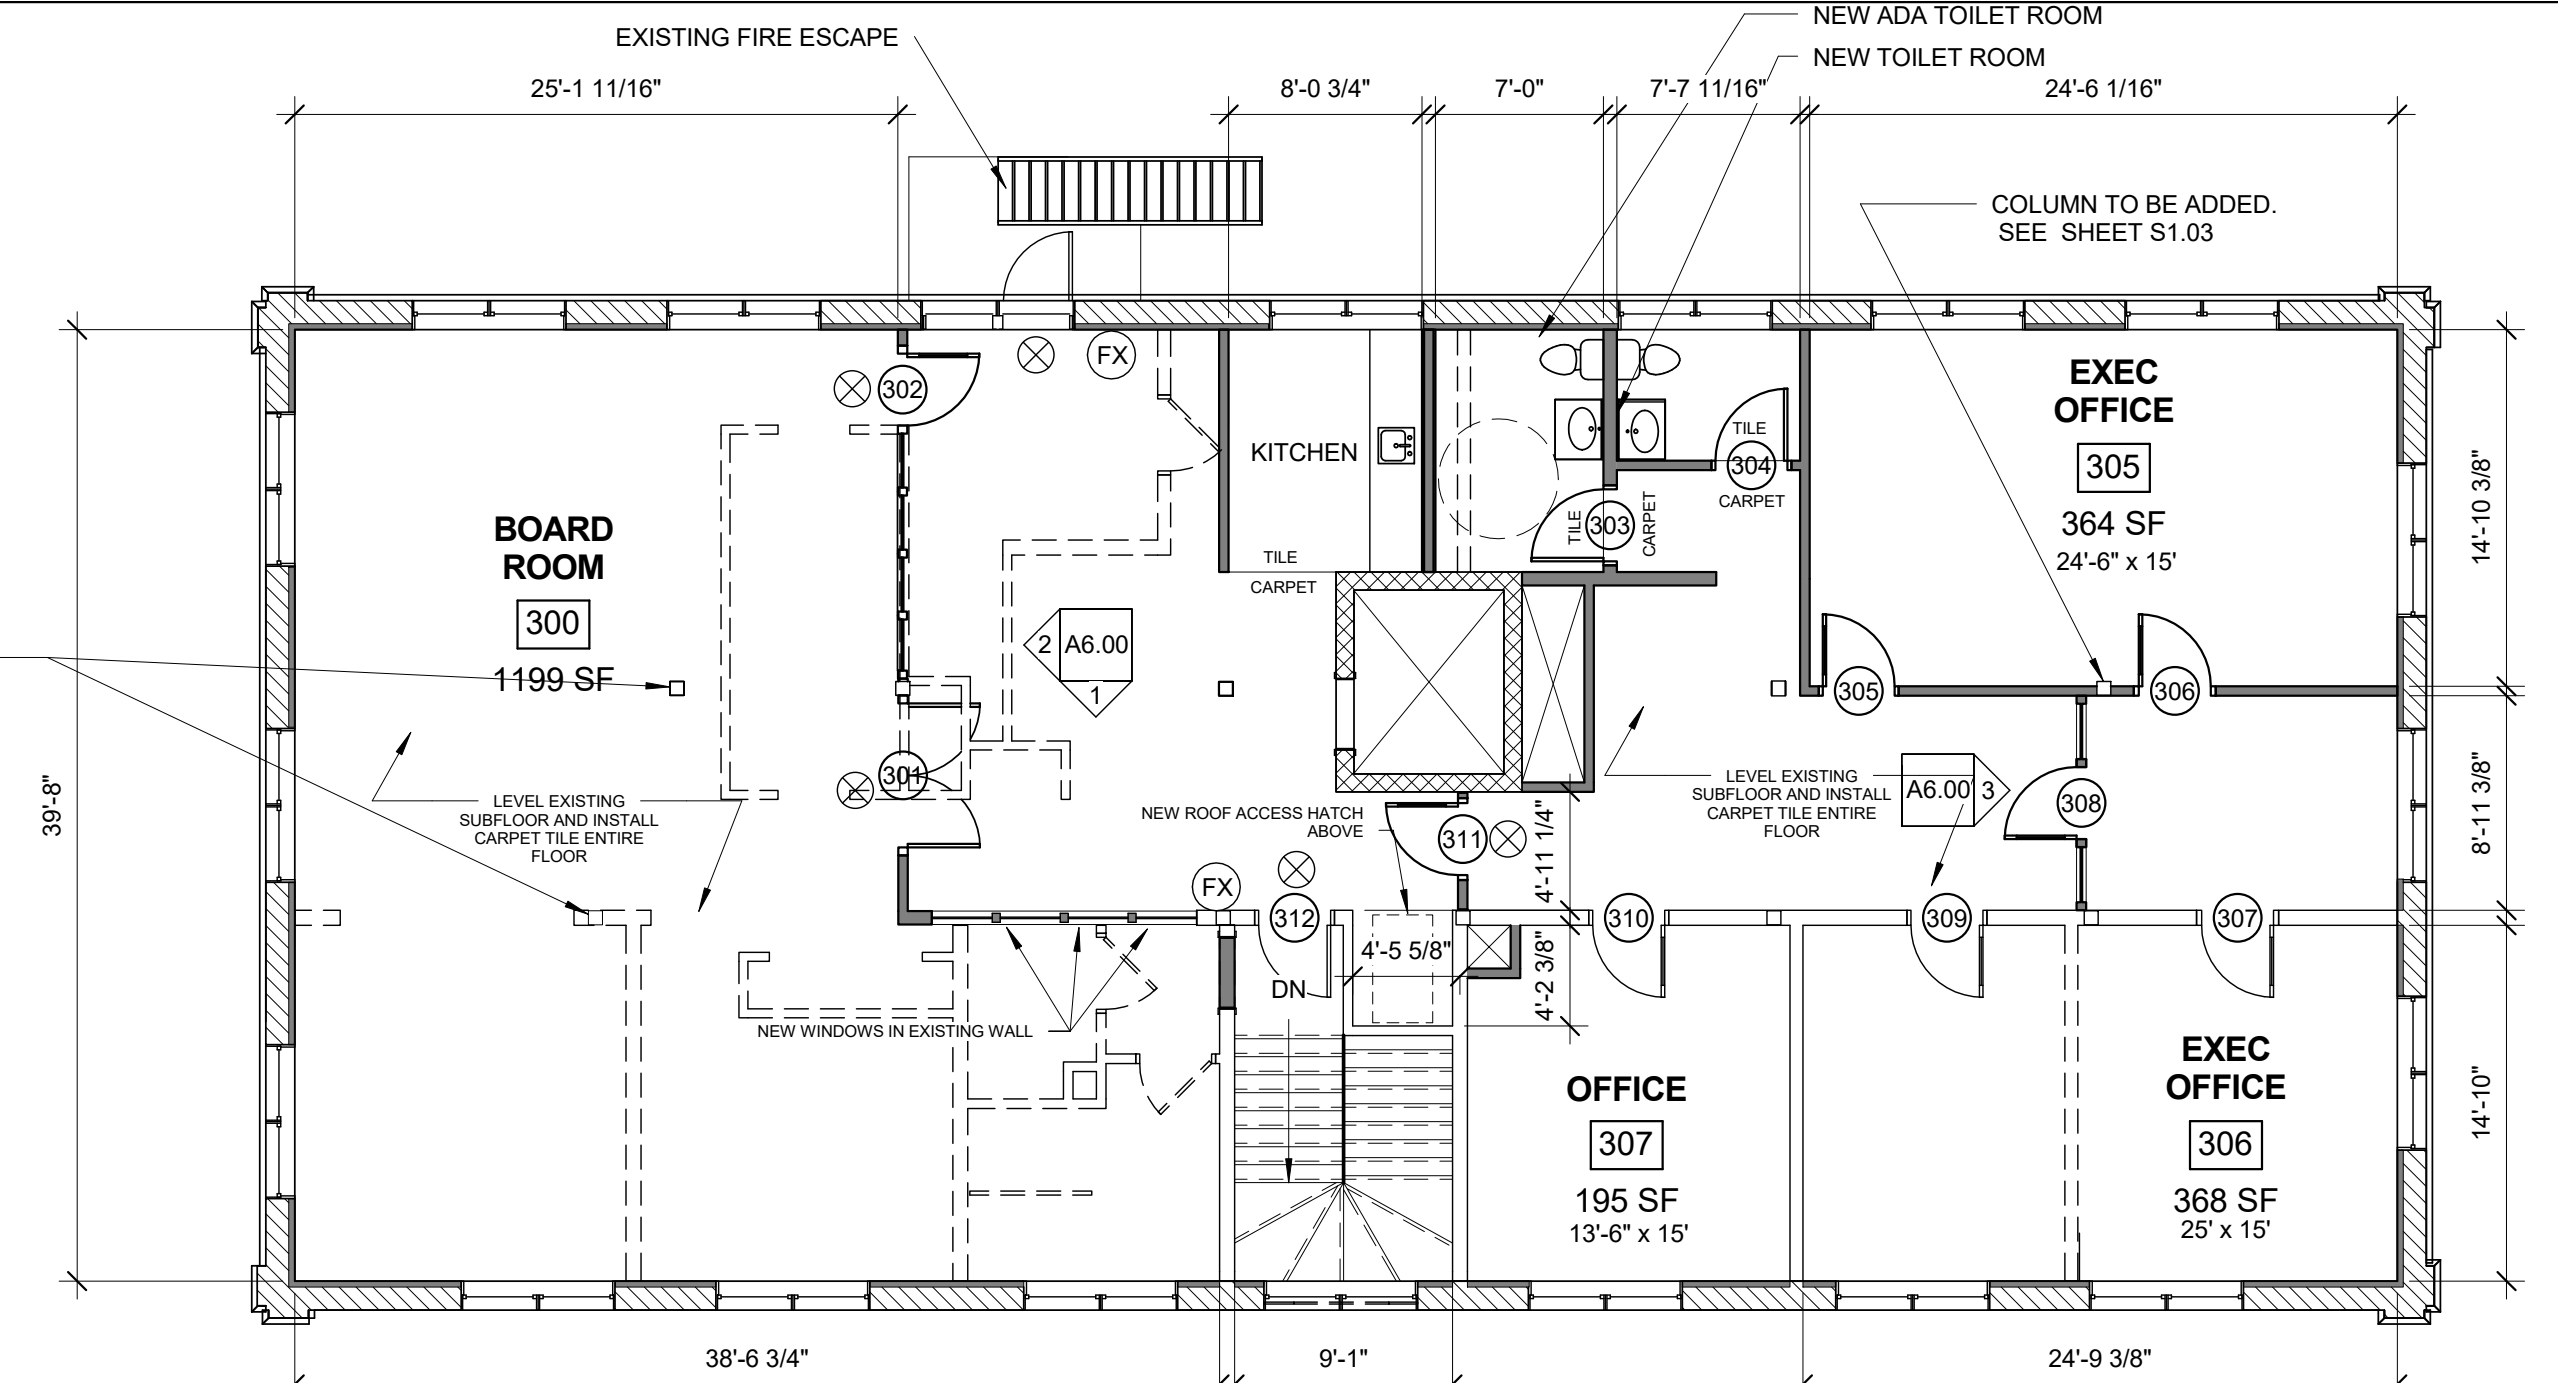 NEW ADA TOILET ROOM
EXISTING FIRE ESCAPE
NEW TOILET ROOM
25'-1 11/16"
8'-0 3/4"
7'-0"
7'-7 11/16"
24'-6 1/16"
COLUMN TO BE ADDED.
SEE SHEET S1.03
FX
302
EXEC
OFFICE
305
364 SF
24'-6" x 15'
TILE
304
CARPET
KITCHEN
TILE
303
CARPET
14'-10 3/8"
BOARD
ROOM
300
1199 SF
TILE
CARPET
2
A6.00
1
305
306
39'-8"
301
LEVEL EXISTING
SUBFLOOR AND INSTALL
CARPET TILE ENTIRE
FLOOR
NEW ROOF ACCESS HATCH
ABOVE
311
4'-11 1/4"
LEVEL EXISTING
SUBFLOOR AND INSTALL
CARPET TILE ENTIRE
FLOOR
A6.00
3
308
8'-11 3/8"
FX
312
310
309
307
4'-5 5/8"
4'-2 3/8"
DN
NEW WINDOWS IN EXISTING WALL
OFFICE
307
195 SF
13'-6" x 15'
EXEC
OFFICE
306
368 SF
25' x 15'
14'-10"
38'-6 3/4"
9'-1"
24'-9 3/8"